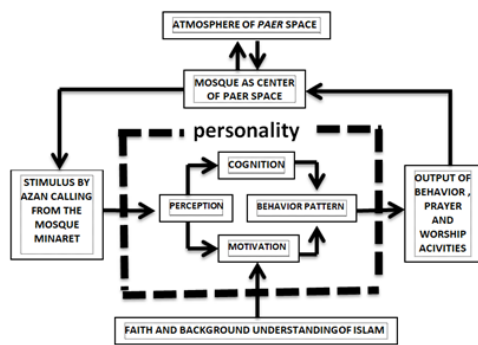 ATMOSPHERE OF PAER SPACE
MOSQUE AS CENTER
OF PAER SPACE
personality
COGNITION
STIMULUS BY
AZAN CALLING
FROM THE
MOSQUE
MINARET
PERCEPTION
BEHAVIOR PATTERN
OUTPUT OF
BEHAVIOR ,
PRAYER
AND
WORSHIP
ACIVITIES
MOTIVATION
FAITH AND BACKGROUND UNDERSTANDINGOF ISLAM